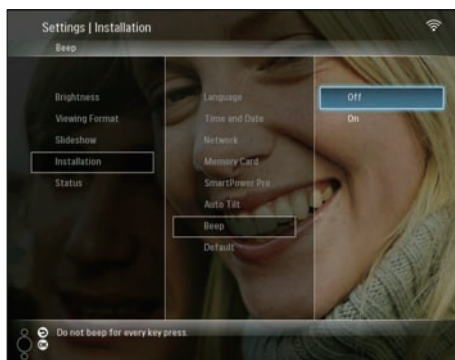 Settings | Installation
Beep
Brightness
Viewing Format
Slideshow
Installation
Status
Language
Time and Date
Network
Memory Card
SmartPower Pro
Auto Tilt
Beep
Default
Off
On
Do not beep for every key press.
OK